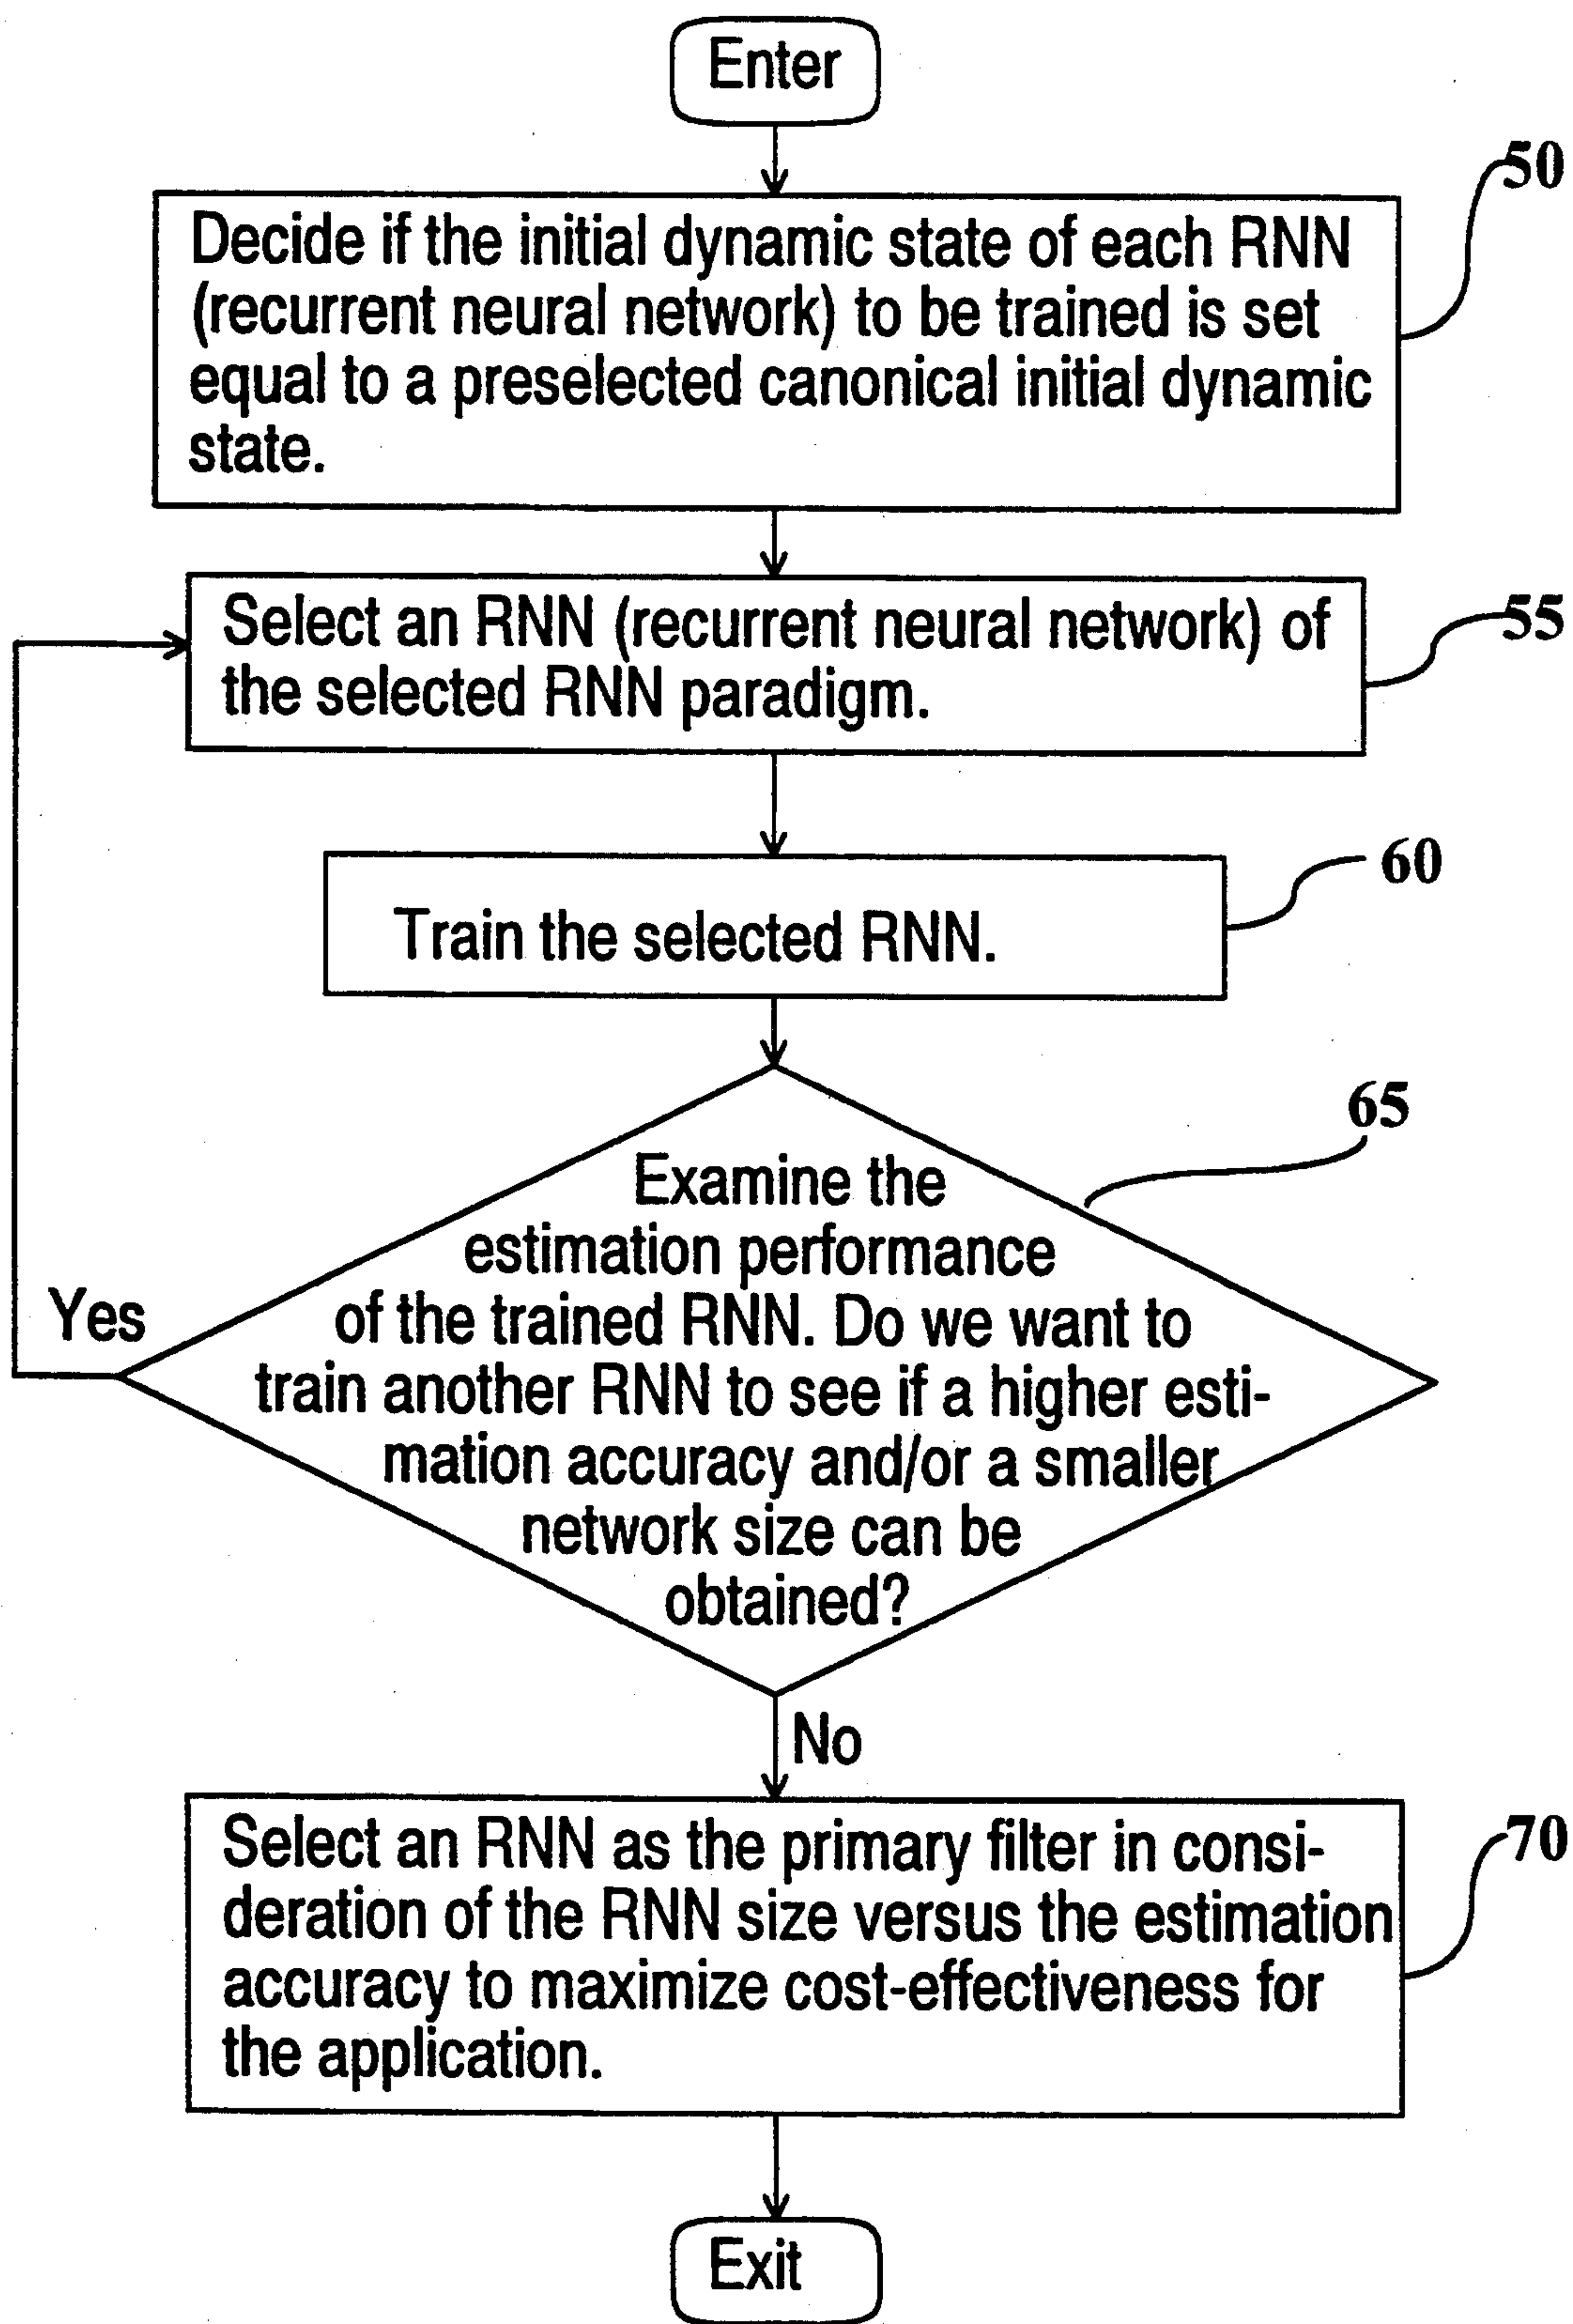 Enter
50
Decide if the initial dynamic state of each RNN
(recurrent neural network) to be trained is set
equal to a preselected canonical initial dynamic
state.
55
Select an RNN (recurrent neural network) of
the selected RNN paradigm.
60
Train the selected RNN.
65
Examine the
estimation performance
of the trained RNN. Do we want to
train another RNN to see if a higher esti-
mation accuracy and/or a smaller
network size can be
obtained?
Yes
No
70
Select an RNN as the primary filter in consi-
deration of the RNN size versus the estimation
accuracy to maximize cost-effectiveness for
the application.
Exit